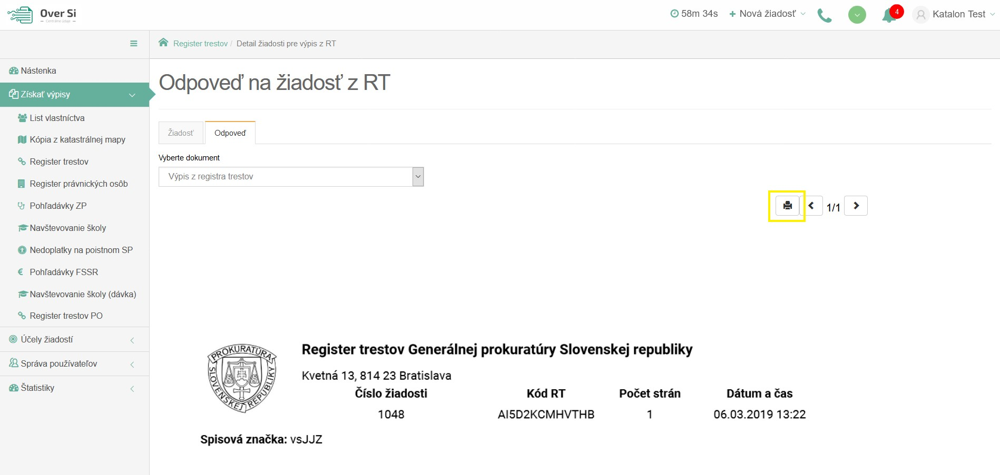 Over Si
Centrálne údaje
58m 34s
Nová žiadosť
4
Katalon Test
Register trestov / Detail žiadosti pre výpis z RT
Nástenka
Získať výpisy
List vlastníctva
Kópia z katastrálnej mapy
Register trestov
Register právnických osôb
Pohľadávky ZP
Navštevovanie školy
Nedoplatky na poistnom SP
Pohľadávky FSSR
Navštevovanie školy (dávka)
Register trestov PO
Účely žiadostí
Správa používateľov
Štatistiky
Odpoveď na žiadosť z RT
Žiadosť
Odpoveď
Vyberte dokument
Výpis z registra trestov
1/1
PROKURATÚRA
SLOVENSKEJ REPUBLIKY
Register trestov Generálnej prokuratúry Slovenskej republiky
Kvetná 13, 814 23 Bratislava
Číslo žiadosti Kód RT Počet strán Dátum a čas
1048 AI5D2KCMHVTHB 1 06.03.2019 13:22
Spisová značka: vsJJZ